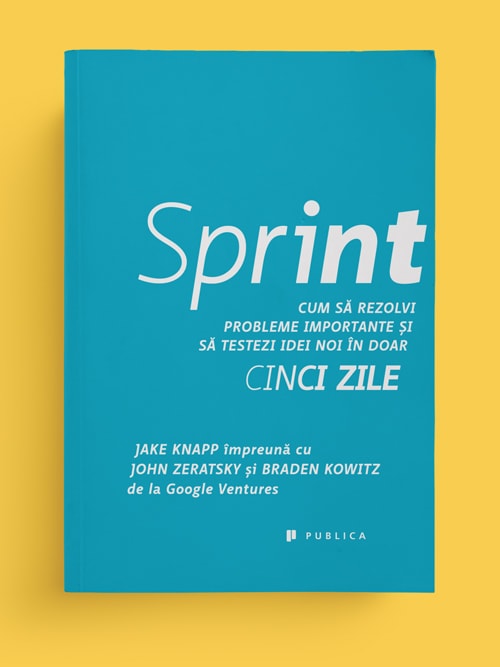 Sprint
CUM SĂ REZOLVI
PROBLEME IMPORTANTE ȘI
SĂ TESTEZI IDEI NOI ÎN DOAR
CINCI ZILE
JAKE KNAPP împreună cu
JOHN ZERATSKY și BRADEN KOWITZ
de la Google Ventures
PUBLICA